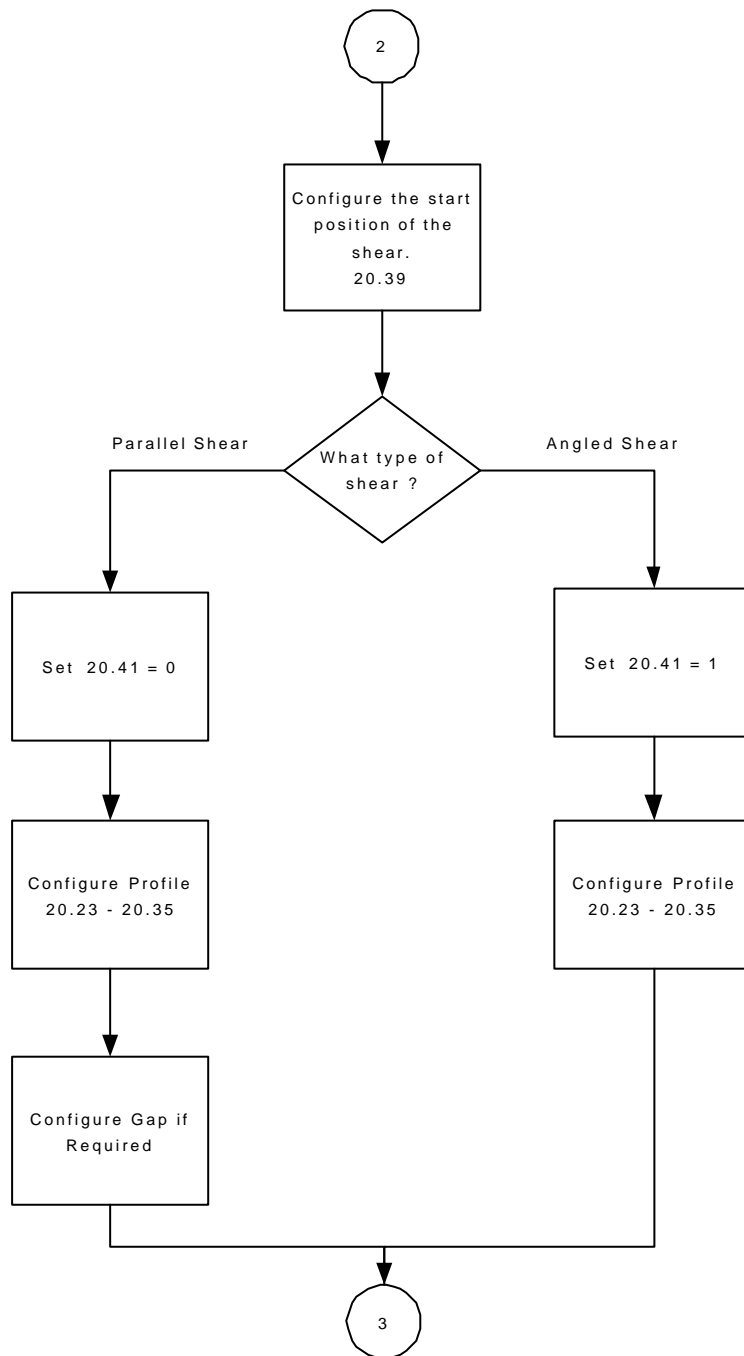 2
Configure the start
position of the
shear.
20.39
Parallel Shear
What type of
shear ?
Angled Shear
Set 20.41 = 0
Set 20.41 = 1
Configure Profile
20.23 - 20.35
Configure Profile
20.23 - 20.35
Configure Gap if
Required
3